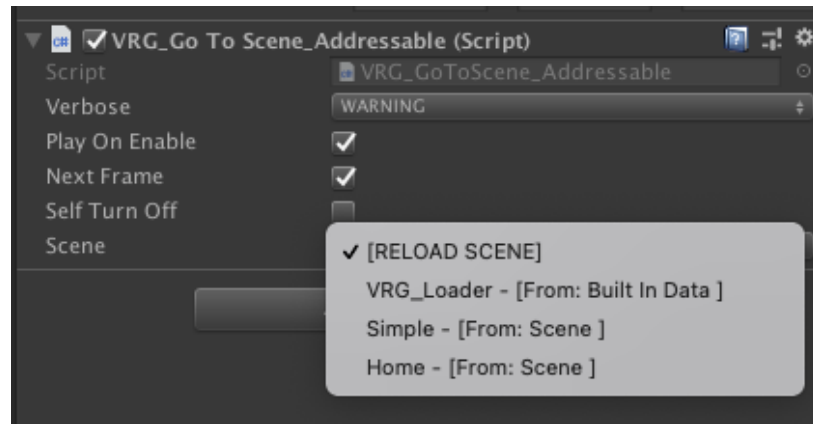 VRG_Go To Scene_Addressable (Script)
Script VRG_GoToScene_Addressable
Verbose WARNING
Play On Enable
Next Frame
Self Turn Off
Scene
[RELOAD SCENE]
VRG_Loader - [From: Built In Data ]
Simple - [From: Scene ]
Home - [From: Scene ]